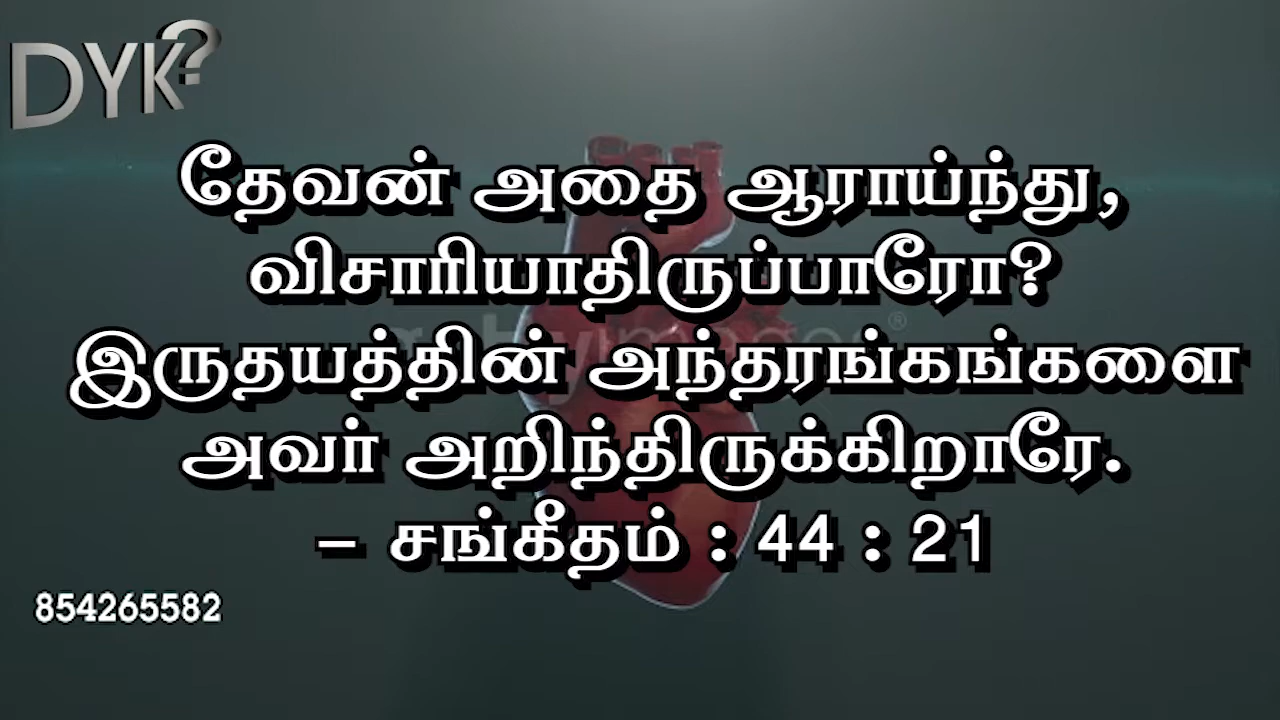 DYK?
தேவன் அதை ஆராய்ந்து,
விசாரியாதிருப்பாரோ?
இருதயத்தின் அந்தரங்கங்களை
அவர் அறிந்திருக்கிறாரே.
- சங்கீதம் : 44 : 21
854265582